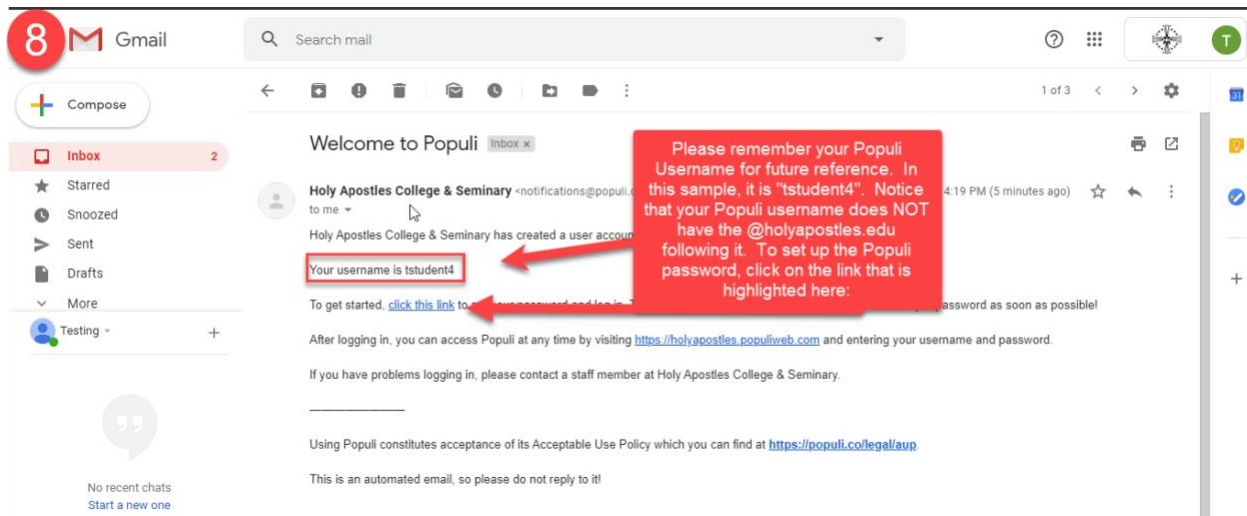 8
Gmail
Search mail
T
Compose
1 of 3
31
Inbox 2
Starred
Snoozed
Sent
Drafts
More
Testing
No recent chats
Start a new one
Welcome to Populi Inbox x
Holy Apostles College & Seminary <notifications@populi.
4:19 PM (5 minutes ago)
to me
Holy Apostles College & Seminary has created a user accoun
Your username is tstudent4
To get started, click this link to
password as soon as possible!
After logging in, you can access Populi at any time by visiting https://holyapostles.populiweb.com and entering your username and password.
If you have problems logging in, please contact a staff member at Holy Apostles College & Seminary.
Using Populi constitutes acceptance of its Acceptable Use Policy which you can find at https://populi.co/legal/aup.
This is an automated email, so please do not reply to it!
Please remember your Populi
Username for future reference. In
this sample, it is "tstudent4". Notice
that your Populi username does NOT
have the @holyapostles.edu
following it. To set up the Populi
password, click on the link that is
highlighted here: